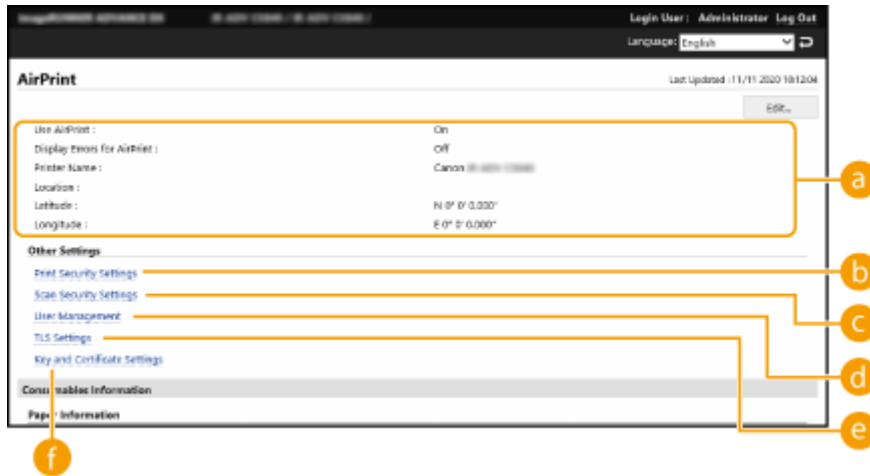 Login User : Administrator Log Out
Language: English
AirPrint
Last Updated : 11/11 2020 10:12:04
Edit...
Use AirPrint : On
Display Errors for AirPrint : Off
Printer Name : Canon
Location :
Latitude : N 0° 0' 0.000"
Longitude : E 0° 0' 0.000"
a
Other Settings
Print Security Settings
b
Scan Security Settings
c
User Management
d
TLS Settings
e
Key and Certificate Settings
f
Consumables Information
Paper Information